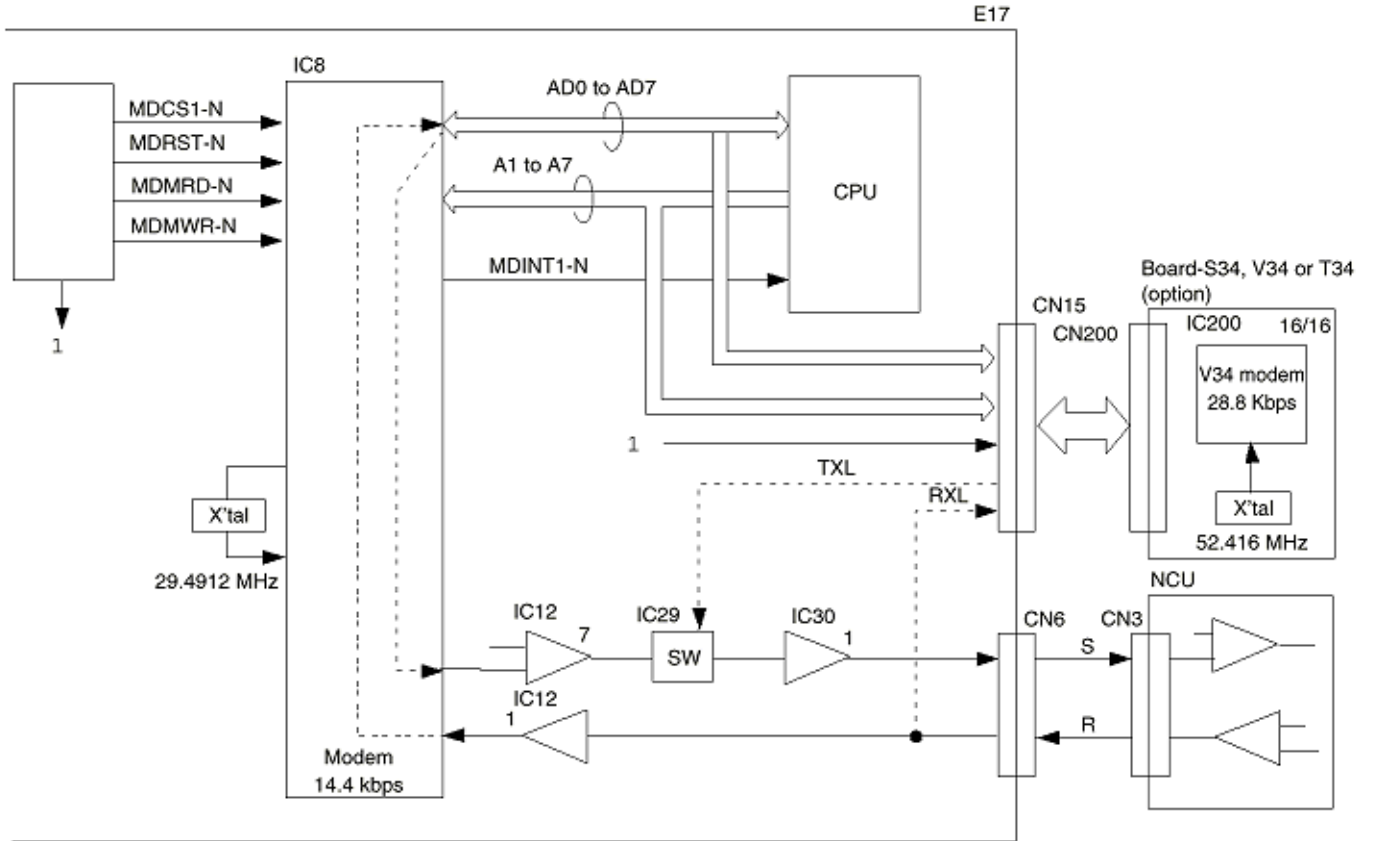 E17
IC8
AD0 to AD7
MDCS1-N
MDRST-N
A1 to A7
MDMRD-N
CPU
MDMWR-N
MDINT1-N
Board-S34, V34 or T34
(option)
CN15
CN200
IC200
16/16
1
V34 modem
28.8 Kbps
1
TXL
RXL
X'tal
X'tal
52.416 MHz
29.4912 MHz
NCU
IC12
7
IC29
IC30
1
CN6
CN3
SW
S
IC12
1
R
Modem
14.4 kbps